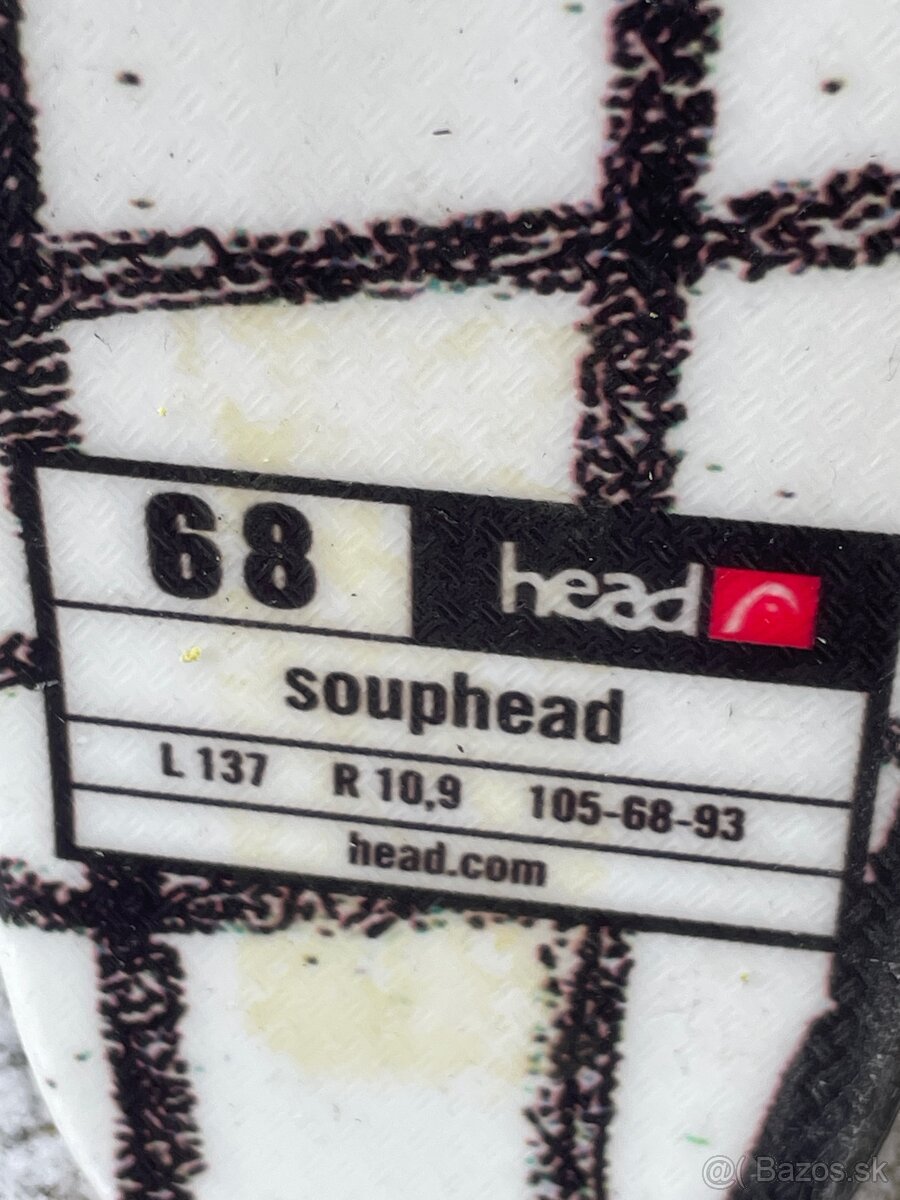 68 head
souphead
L 137 R 10,9 105-68-93
head.com
@( Bazos.sk